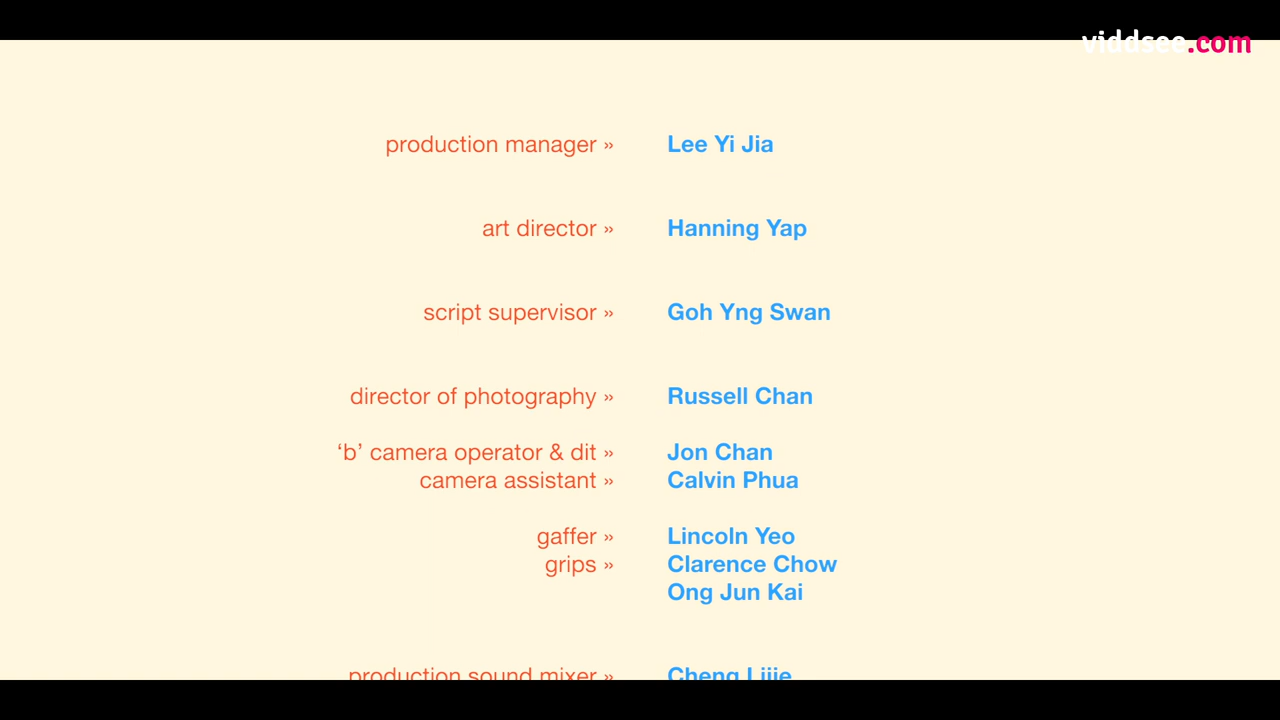 viddsee.com
production manager » Lee Yi Jia
art director » Hanning Yap
script supervisor » Goh Yng Swan
director of photography » Russell Chan
‘b’ camera operator & dit » Jon Chan
camera assistant » Calvin Phua
gaffer » Lincoln Yeo
grips » Clarence Chow
Ong Jun Kai
production sound mixer » Cheng Lijie